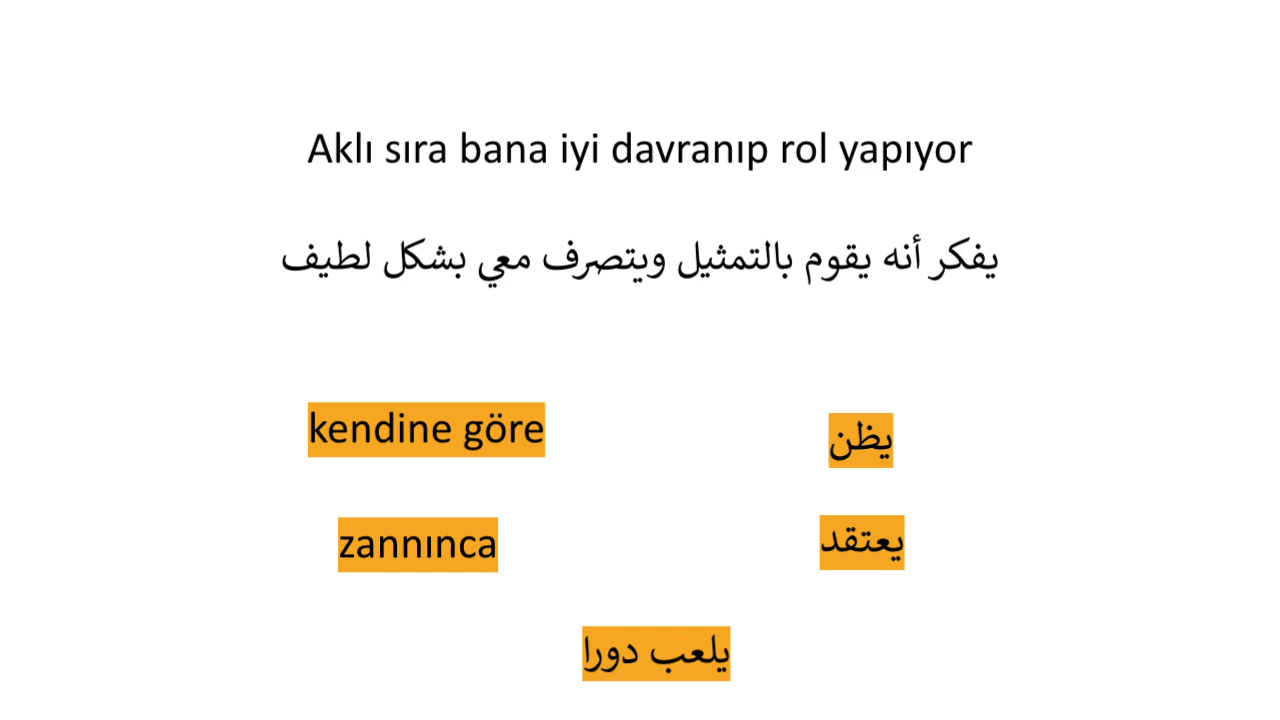 Aklı sıra bana iyi davranıp rol yapıyor
يفكر أنه يقوم بالتمثيل ويتصرف معي بشكل لطيف
kendine göre
يظن
zannınca
يعتقد
يلعب دورا